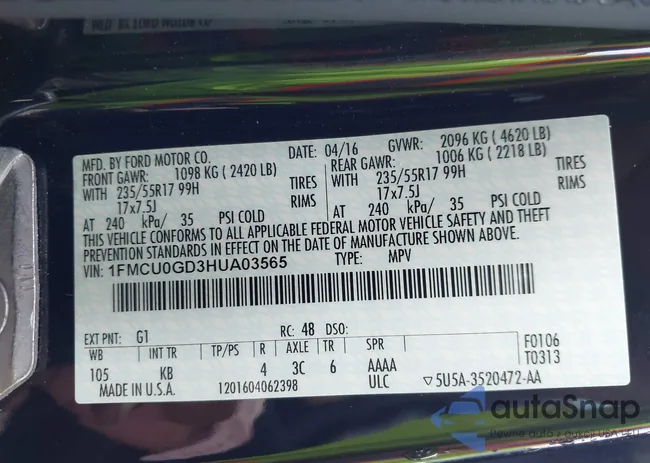 MFD. BY FORD MOTOR CO. DATE: 04/16 GVWR: 2096 KG ( 4620 LB)
FRONT GAWR: 1098 KG ( 2420 LB) REAR GAWR: 1006 KG ( 2218 LB)
WITH 235/55R17 99H TIRES WITH 235/55R17 99H TIRES
17x7.5J RIMS 17x7.5J RIMS
AT 240 kPa/ 35 PSI COLD AT 240 kPa/ 35 PSI COLD
THIS VEHICLE CONFORMS TO ALL APPLICABLE FEDERAL MOTOR VEHICLE SAFETY AND THEFT
PREVENTION STANDARDS IN EFFECT ON THE DATE OF MANUFACTURE SHOWN ABOVE.
VIN: 1FMCU0GD3HUA03565 TYPE: MPV
EXT PNT: G1 RC: 48 DSO: F0106
WB INT TR TP/PS R AXLE TR SPR T0313
105 KB 4 3C 6 AAAA
MADE IN U.S.A. 1201604062398 ULC ▽5U5A-3520472-AA
autoSnap
pewne auto z aukcji USA i EU